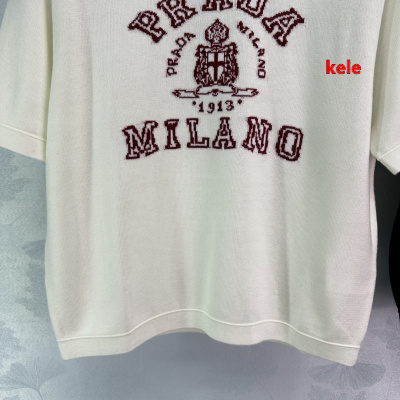 PRADA
PRADA MILANO
kele
*1913*
MILANO